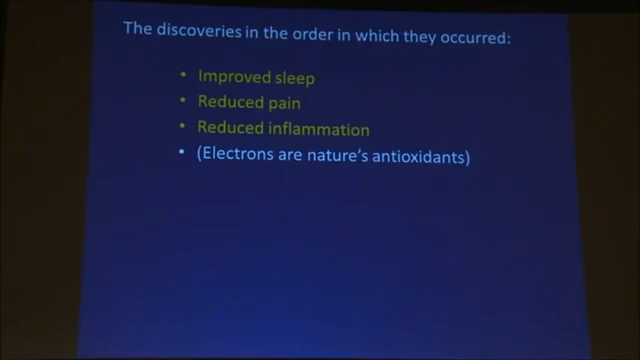 The discoveries in the order in which they occurred:
• Improved sleep
• Reduced pain
• Reduced inflammation
• (Electrons are nature's antioxidants)